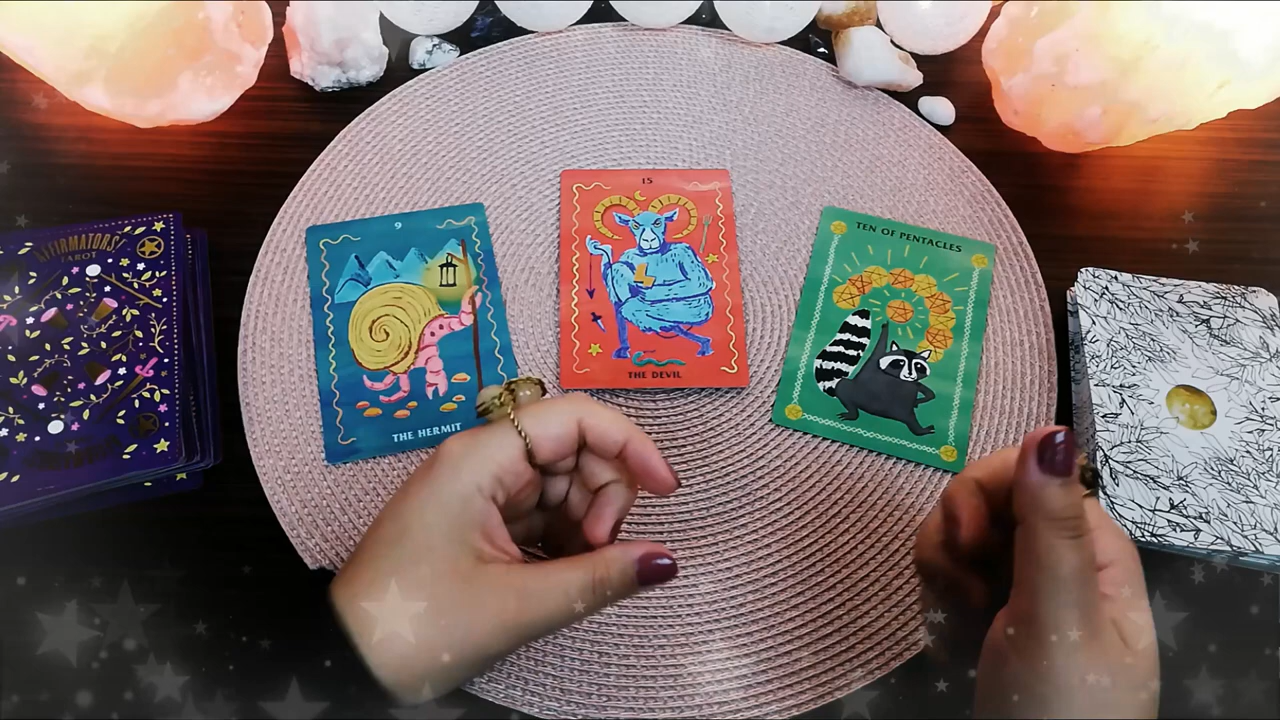 AFFIRMATORS!
TAROT
9
THE HERMIT
15
THE DEVIL
TEN OF PENTACLES